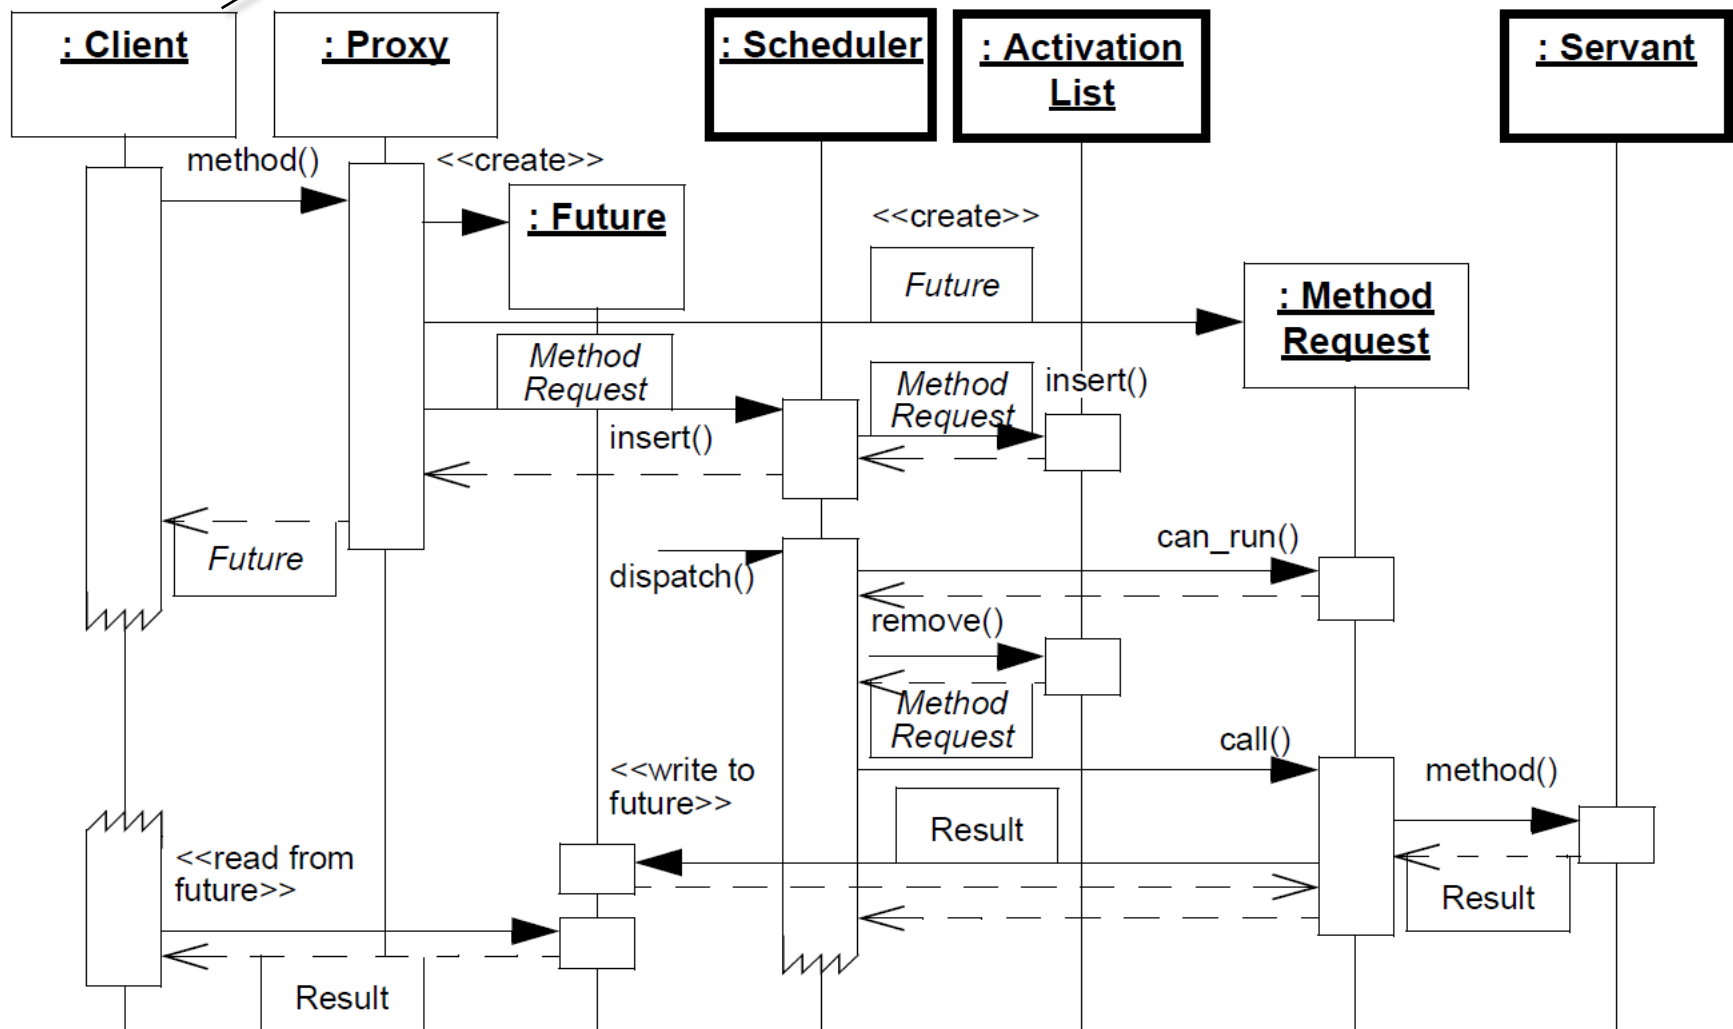 : Client
: Proxy
: Scheduler
: Activation
List
: Servant
method()
<<create>>
: Future
<<create>>
Future
: Method
Request
Method
Request
insert()
Method
Request
insert()
Future
dispatch()
can_run()
remove()
Method
Request
call()
<<write to
future>>
Result
method()
Result
<<read from
future>>
Result